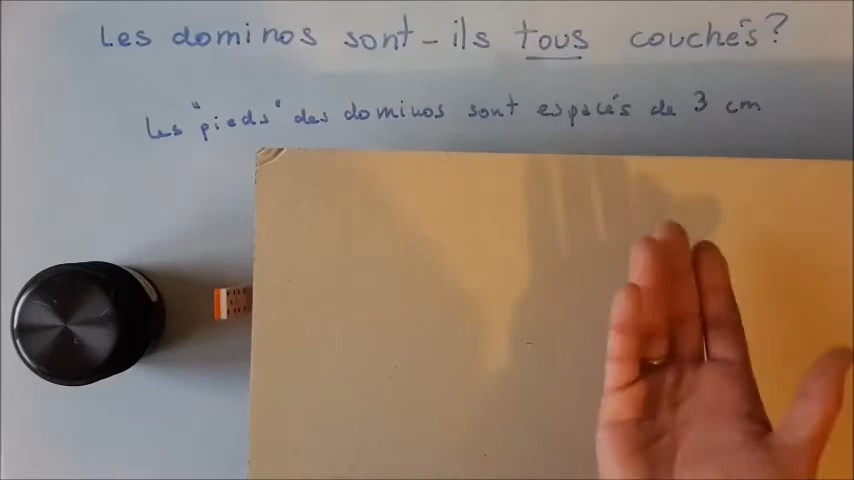 Les dominos sont-ils tous couchés?
Les "pieds" des dominos sont espacés de 3 cm